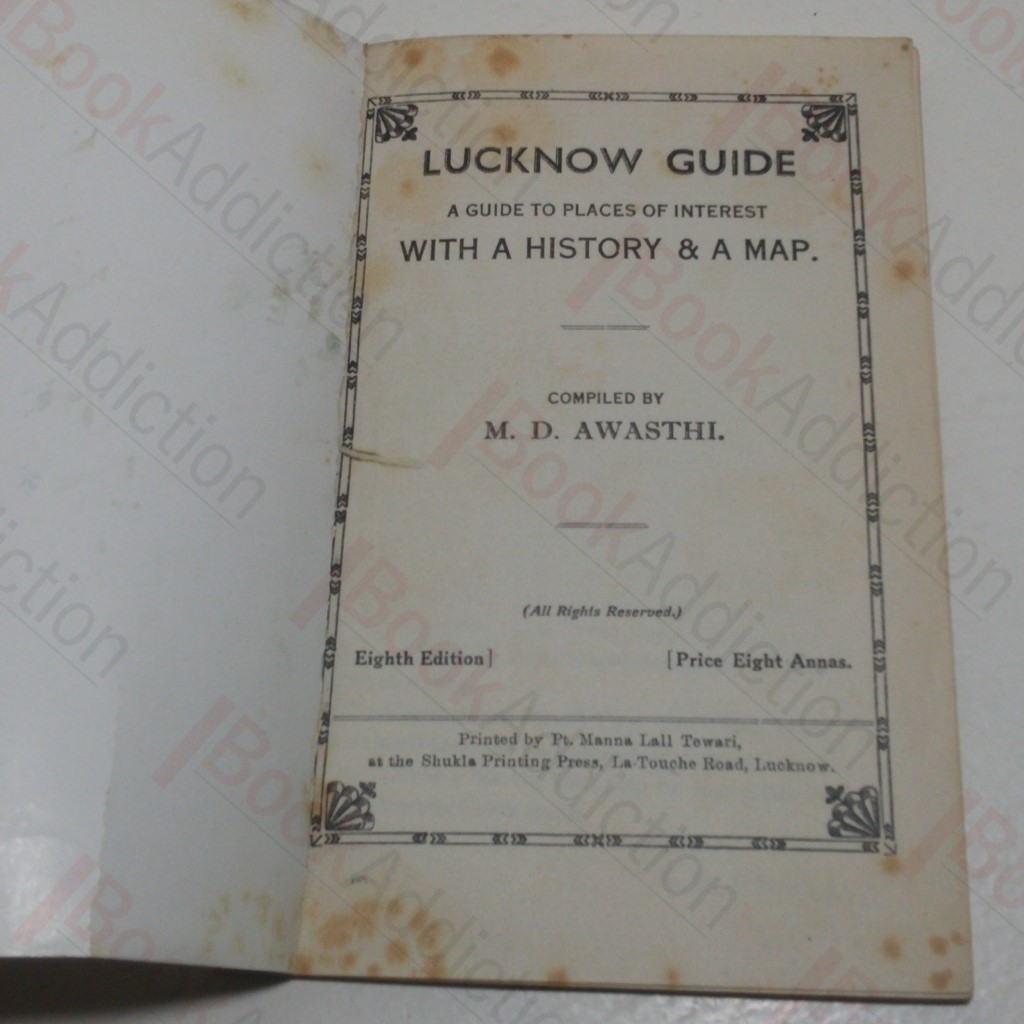 LUCKNOW GUIDE
A GUIDE TO PLACES OF INTEREST
WITH A HISTORY & A MAP.
COMPILED BY
M. D. AWASTHI.
(All Rights Reserved.)
Eighth Edition] [Price Eight Annas.
Printed by Pt. Manna Lall Tewari,
at the Shukla Printing Press, La-Touche Road, Lucknow.
BookAddiction